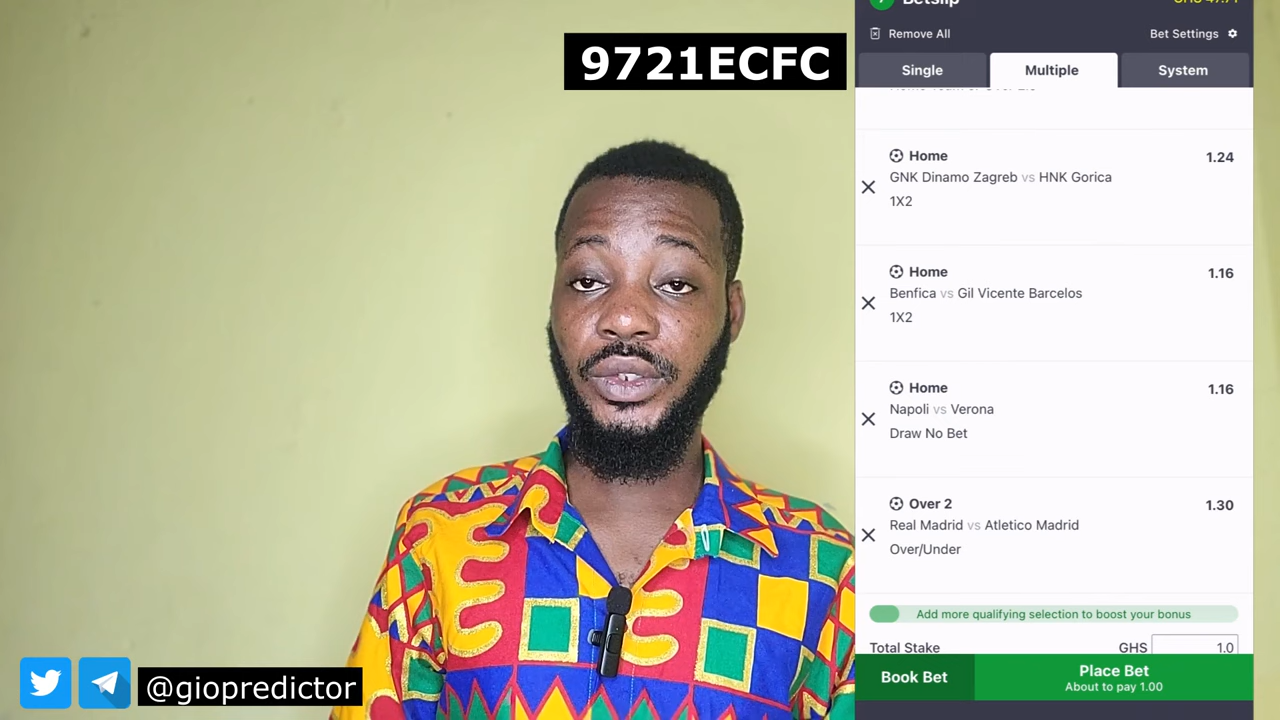 Betslip
Remove All
Bet Settings
9721ECFC
Single
Multiple
System
Home
1.24
GNK Dinamo Zagreb vs HNK Gorica
1X2
Home
1.16
Benfica vs Gil Vicente Barcelos
1X2
Home
1.16
Napoli vs Verona
Draw No Bet
Over 2
1.30
Real Madrid vs Atletico Madrid
Over/Under
Add more qualifying selection to boost your bonus
Total Stake
GHS
1.0
Book Bet
Place Bet
About to pay 1.00
@giopredictor